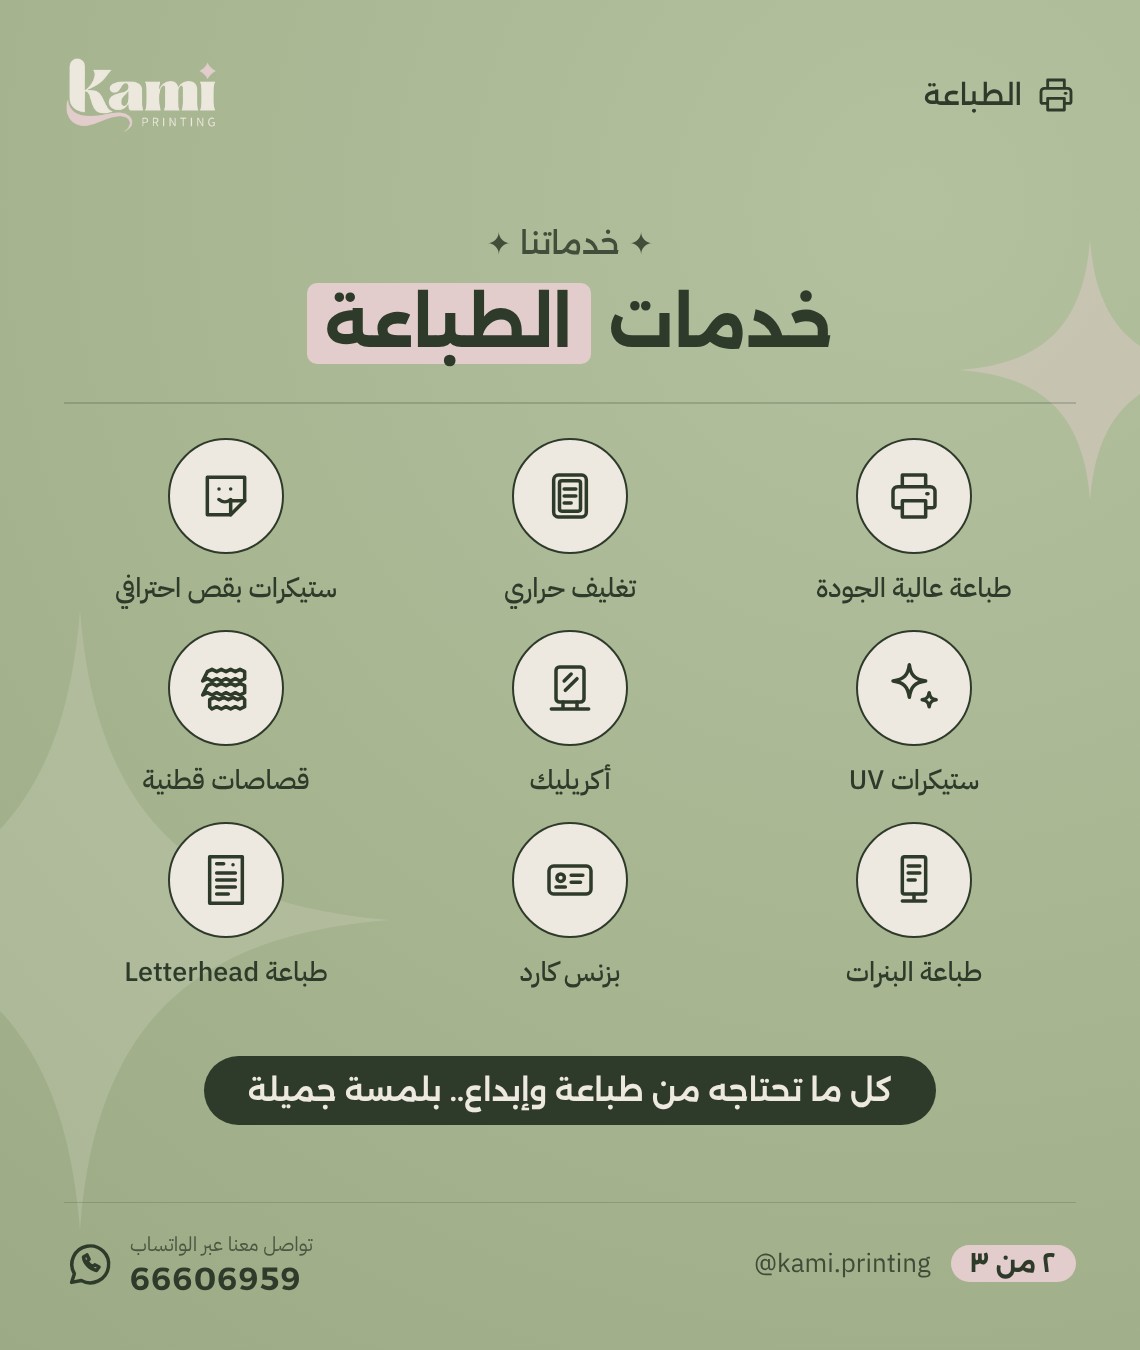 الطباعة
Kami
PRINTING
✦ خدماتنا ✦
خدمات الطباعة
طباعة عالية الجودة
تغليف حراري
ستيكرات بقص احترافي
ستيكرات UV
أكريليك
قصاصات قطنية
طباعة البنرات
بزنس كارد
طباعة Letterhead
كل ما تحتاجه من طباعة وإبداع.. بلمسة جميلة
٢ من ٣
@kami.printing
تواصل معنا عبر الواتساب
66606959